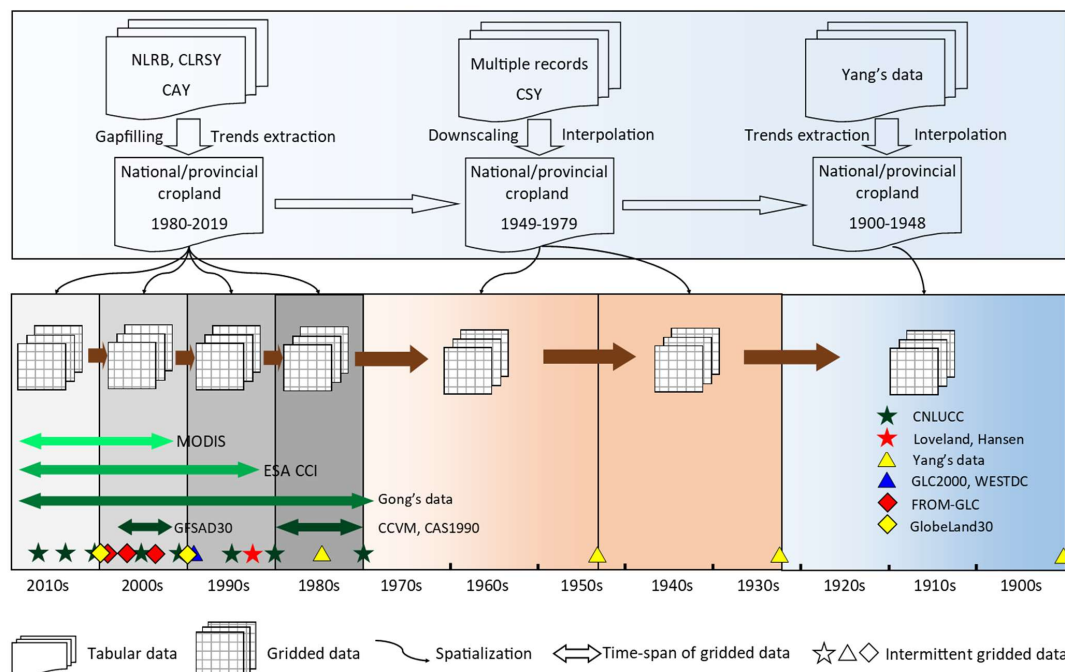 NLRB, CLRSY
CAY
Multiple records
CSY
Yang's data
Gapfilling
Trends extraction
Downscaling
Interpolation
Trends extraction
Interpolation
National/provincial
cropland
1980-2019
National/provincial
cropland
1949-1979
National/provincial
cropland
1900-1948
MODIS
ESA CCI
Gong's data
GFSAD30
CCVM, CAS1990
CNLUCC
Loveland, Hansen
Yang's data
GLC2000, WESTDC
FROM-GLC
GlobeLand30
2010s
2000s
1990s
1980s
1970s
1960s
1950s
1940s
1930s
1920s
1910s
1900s
Tabular data
Gridded data
Spatialization
Time-span of gridded data
Intermittent gridded data